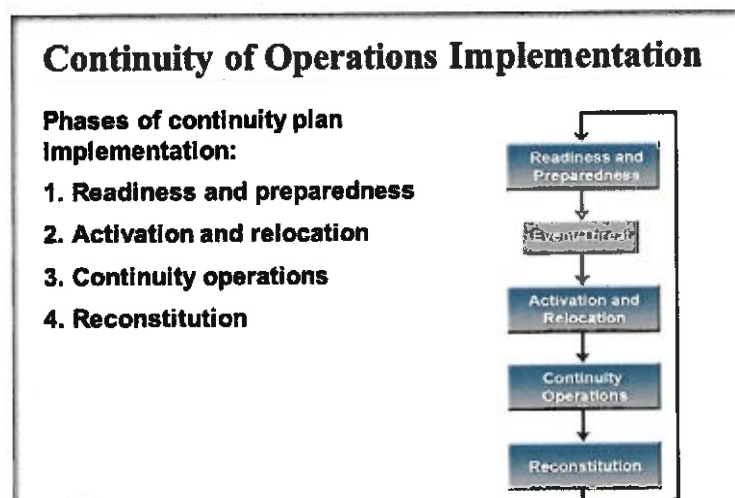 Continuity of Operations Implementation
Phases of continuity plan
implementation:
1. Readiness and preparedness
2. Activation and relocation
3. Continuity operations
4. Reconstitution
Readiness and
Preparedness
Activation and
Relocation
Continuity
Operations
Reconstitution